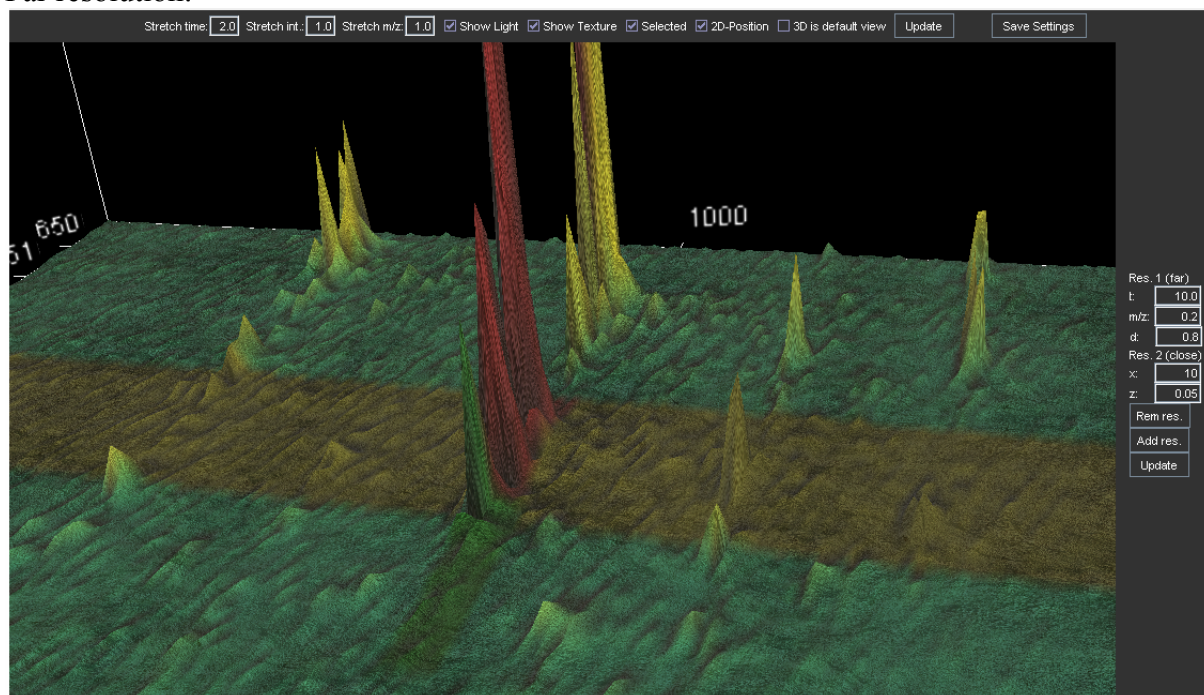 Far resolution:
Stretch time: 2.0 Stretch int.: 1.0 Stretch m/z: 1.0 Show Light Show Texture Selected 2D-Position 3D is default view Update Save Settings
650
51
1000
Res. 1 (far)
t: 10.0
m/z: 0.2
d: 0.8
Res. 2 (close)
x: 10
z: 0.05
Rem res.
Add res.
Update